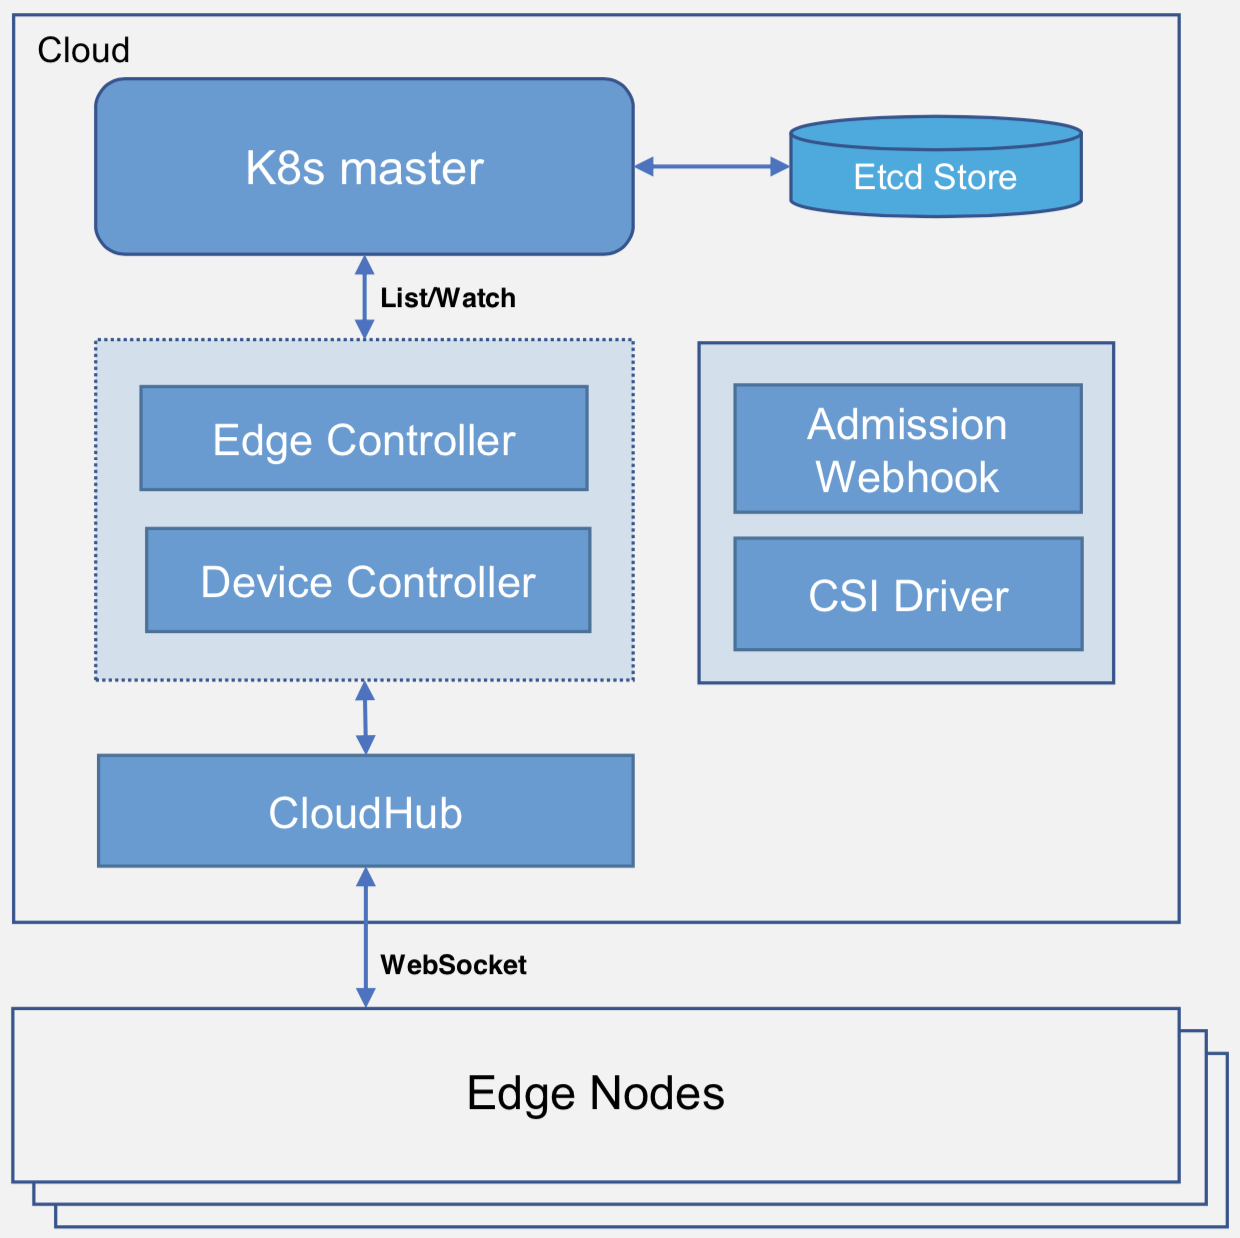 Cloud
K8s master
Etcd Store
List/Watch
Edge Controller
Device Controller
Admission
Webhook
CSI Driver
CloudHub
WebSocket
Edge Nodes